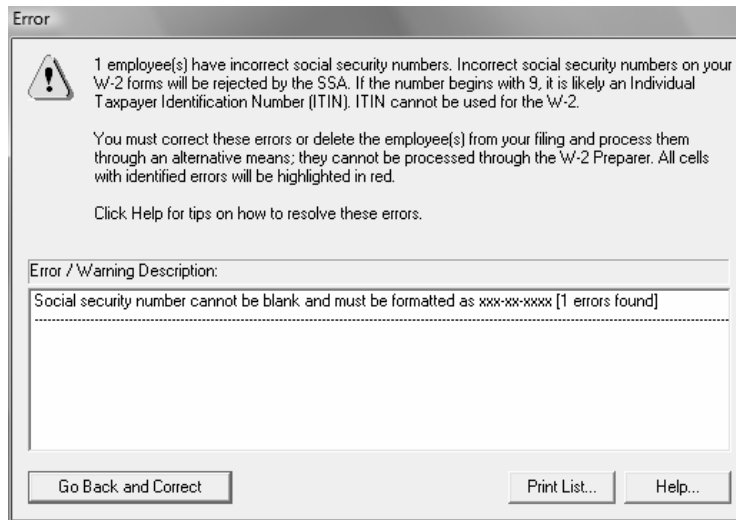 Error
1 employee(s) have incorrect social security numbers. Incorrect social security numbers on your
W-2 forms will be rejected by the SSA. If the number begins with 9, it is likely an Individual
Taxpayer Identification Number (ITIN). ITIN cannot be used for the W-2.
You must correct these errors or delete the employee(s) from your filing and process them
through an alternative means; they cannot be processed through the W-2 Preparer. All cells
with identified errors will be highlighted in red.
Click Help for tips on how to resolve these errors.
Error / Warning Description:
Social security number cannot be blank and must be formatted as xxx-xx-xxxx [1 errors found]
Go Back and Correct Print List... Help...